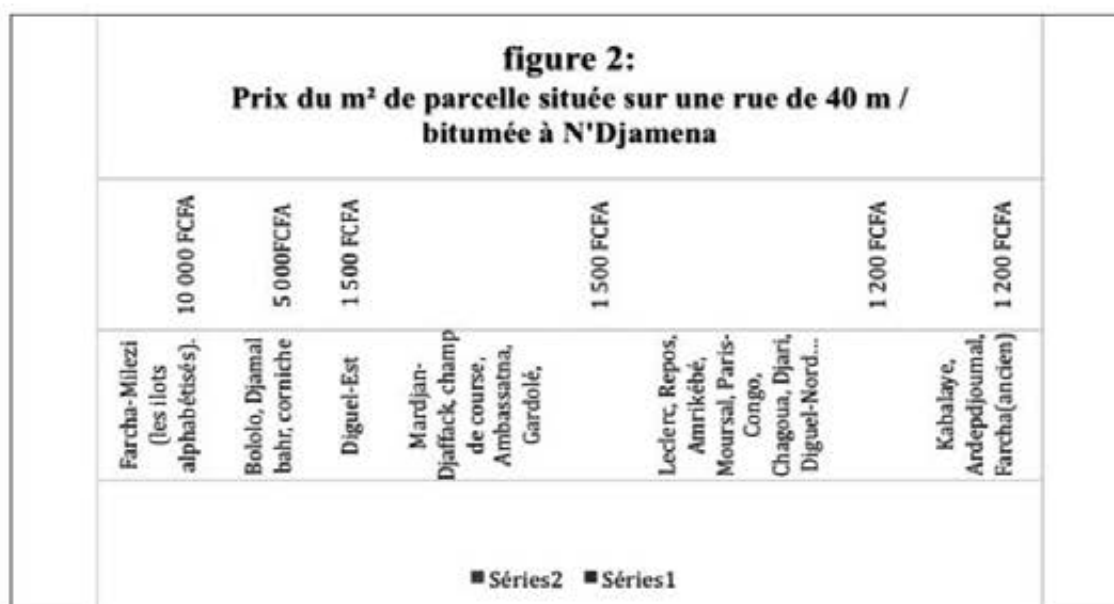 figure 2:
Prix du m² de parcelle située sur une rue de 40 m /
bitumée à N'Djamena
10 000 FCFA
5 000FCFA
1 500 FCFA
1 500 FCFA
1 200 FCFA
1 200 FCFA
Farcha-Milezi
(les ilots
alphabétisés).
Bololo, Djamal
bahr, corniche
Diguel-Est
Mardjan-
Djaffack, champ
de course,
Ambassatna,
Gardolé,
Leclerc, Repos,
Amrikébé,
Moursal, Paris-
Congo,
Chagoua, Djari,
Diguel-Nord...
Kabalaye,
Ardepdjoumal,
Farcha(ancien)
Séries2 Séries1